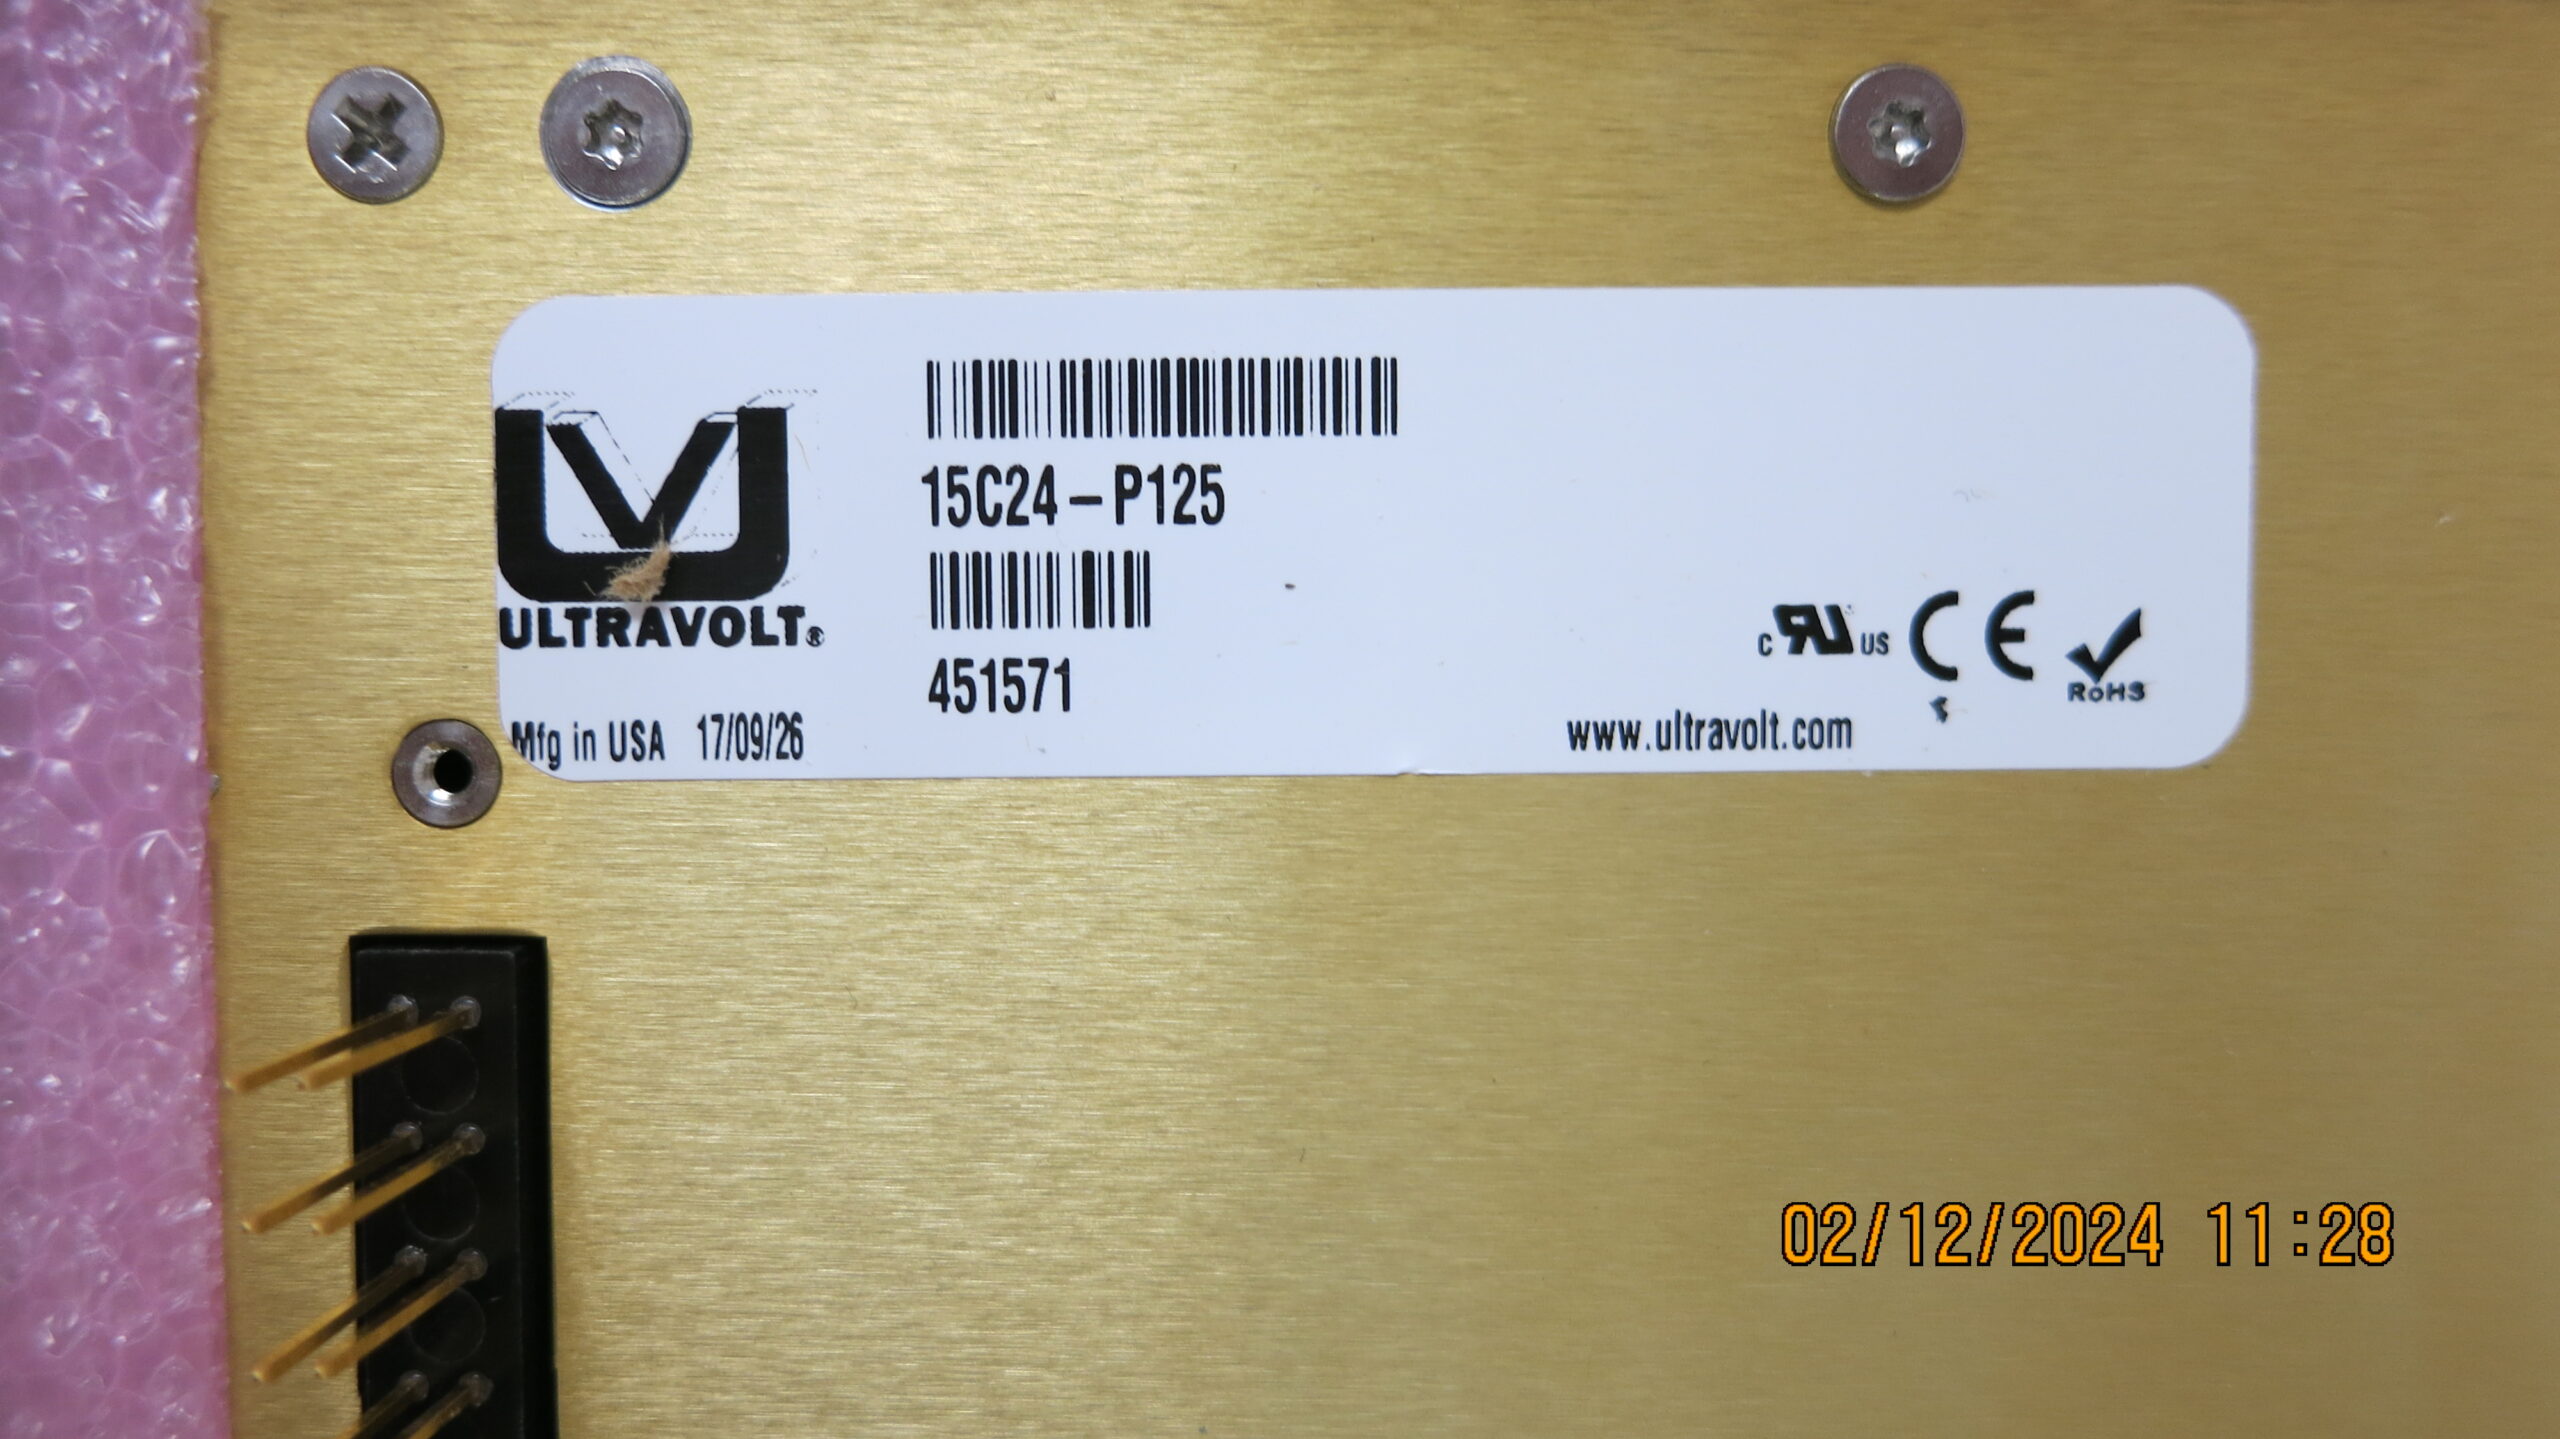 15C24-P125
ULTRAVOLT®
451571
Mfg in USA 17/09/26
www.ultravolt.com
c RU US CE RoHS
02/12/2024 11:28